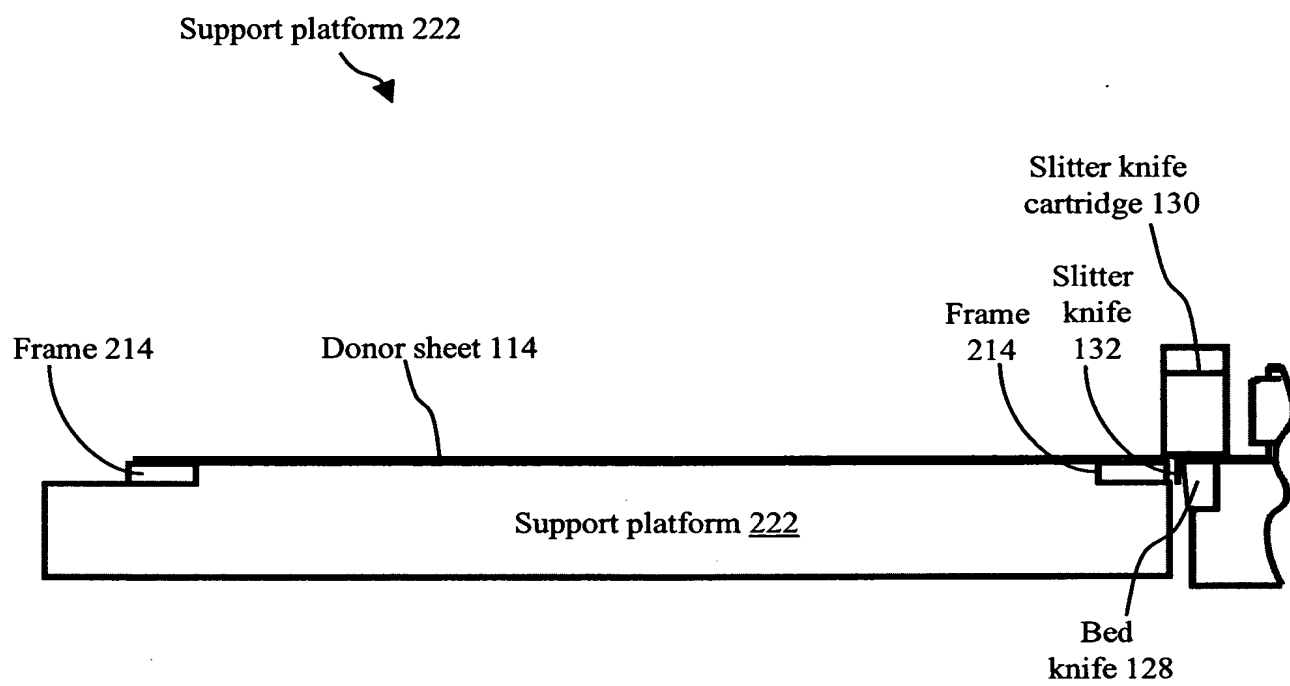 Support platform 222
Slitter knife
cartridge 130
Slitter
knife
132
Frame
214
Frame 214
Donor sheet 114
Support platform 222
Bed
knife 128